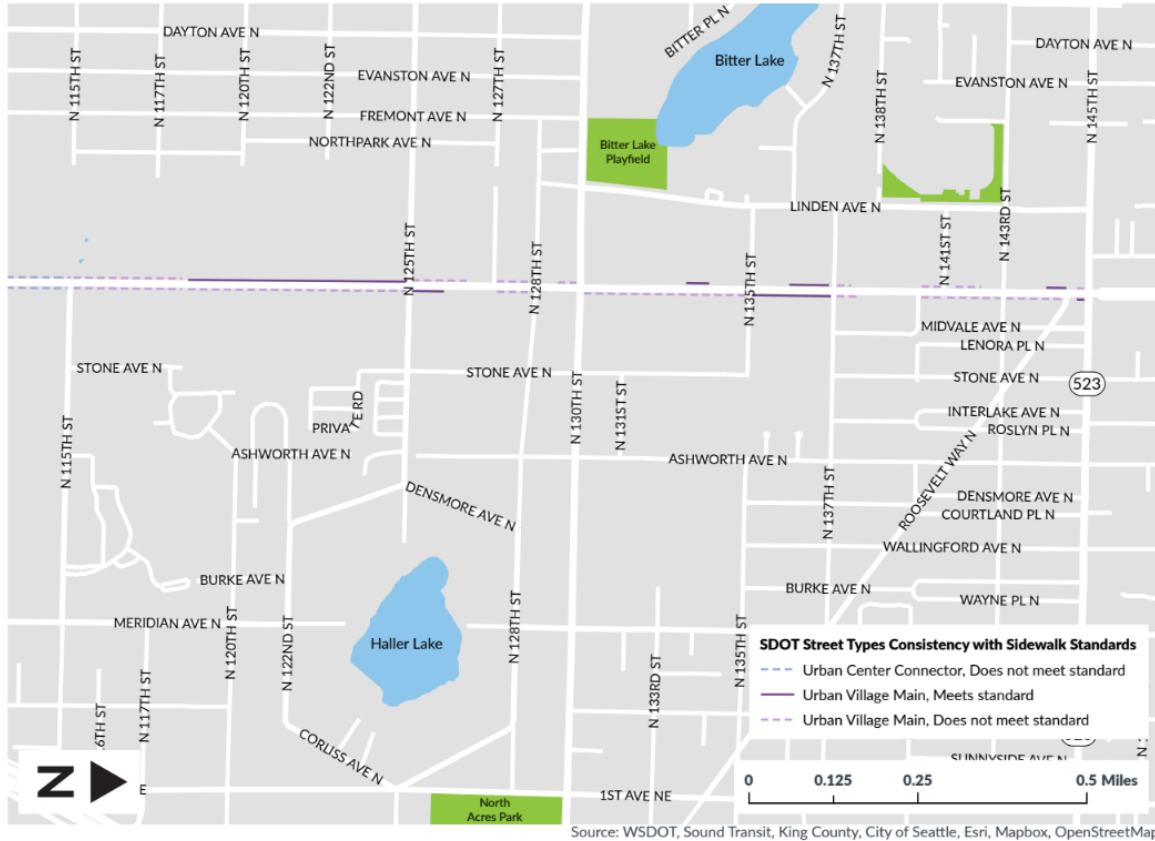 BITTER PL N
DAYTON AVE N
N 137TH ST
DAYTON AVE N
Bitter Lake
N 115TH ST
N 117TH ST
N 120TH ST
N 122ND ST
EVANSTON AVE N
N 127TH ST
EVANSTON AVE N
N 138TH ST
N 145TH ST
FREMONT AVE N
NORTHPARK AVE N
Bitter Lake
Playfield
LINDEN AVE N
N 125TH ST
N 128TH ST
N 135TH ST
N 141ST ST
N 143RD ST
MIDVALE AVE N
LENORA PL N
STONE AVE N
STONE AVE N
STONE AVE N
523
N 115TH ST
PRIVATE RD
N 130TH ST
N 131ST ST
INTERLAKE AVE N
ROSLYN PL N
ASHWORTH AVE N
ASHWORTH AVE N
ROOSEVELT WAY N
DENSMORE AVE N
N 137TH ST
DENSMORE AVE N
COURTLAND PL N
WALLINGFORD AVE N
BURKE AVE N
BURKE AVE N
WAYNE PL N
MERIDIAN AVE N
N 120TH ST
N 122ND ST
Haller Lake
N 128TH ST
N 135TH ST
N 117TH ST
N 133RD ST
6TH ST
CORLISS AVE N
SDOT Street Types Consistency with Sidewalk Standards
Urban Center Connector, Does not meet standard
Urban Village Main, Meets standard
Urban Village Main, Does not meet standard
SUNNYSIDE AVE N
N
E
North
Acres Park
1ST AVE NE
0 0.125 0.25 0.5 Miles
Source: WSDOT, Sound Transit, King County, City of Seattle, Esri, Mapbox, OpenStreetMap